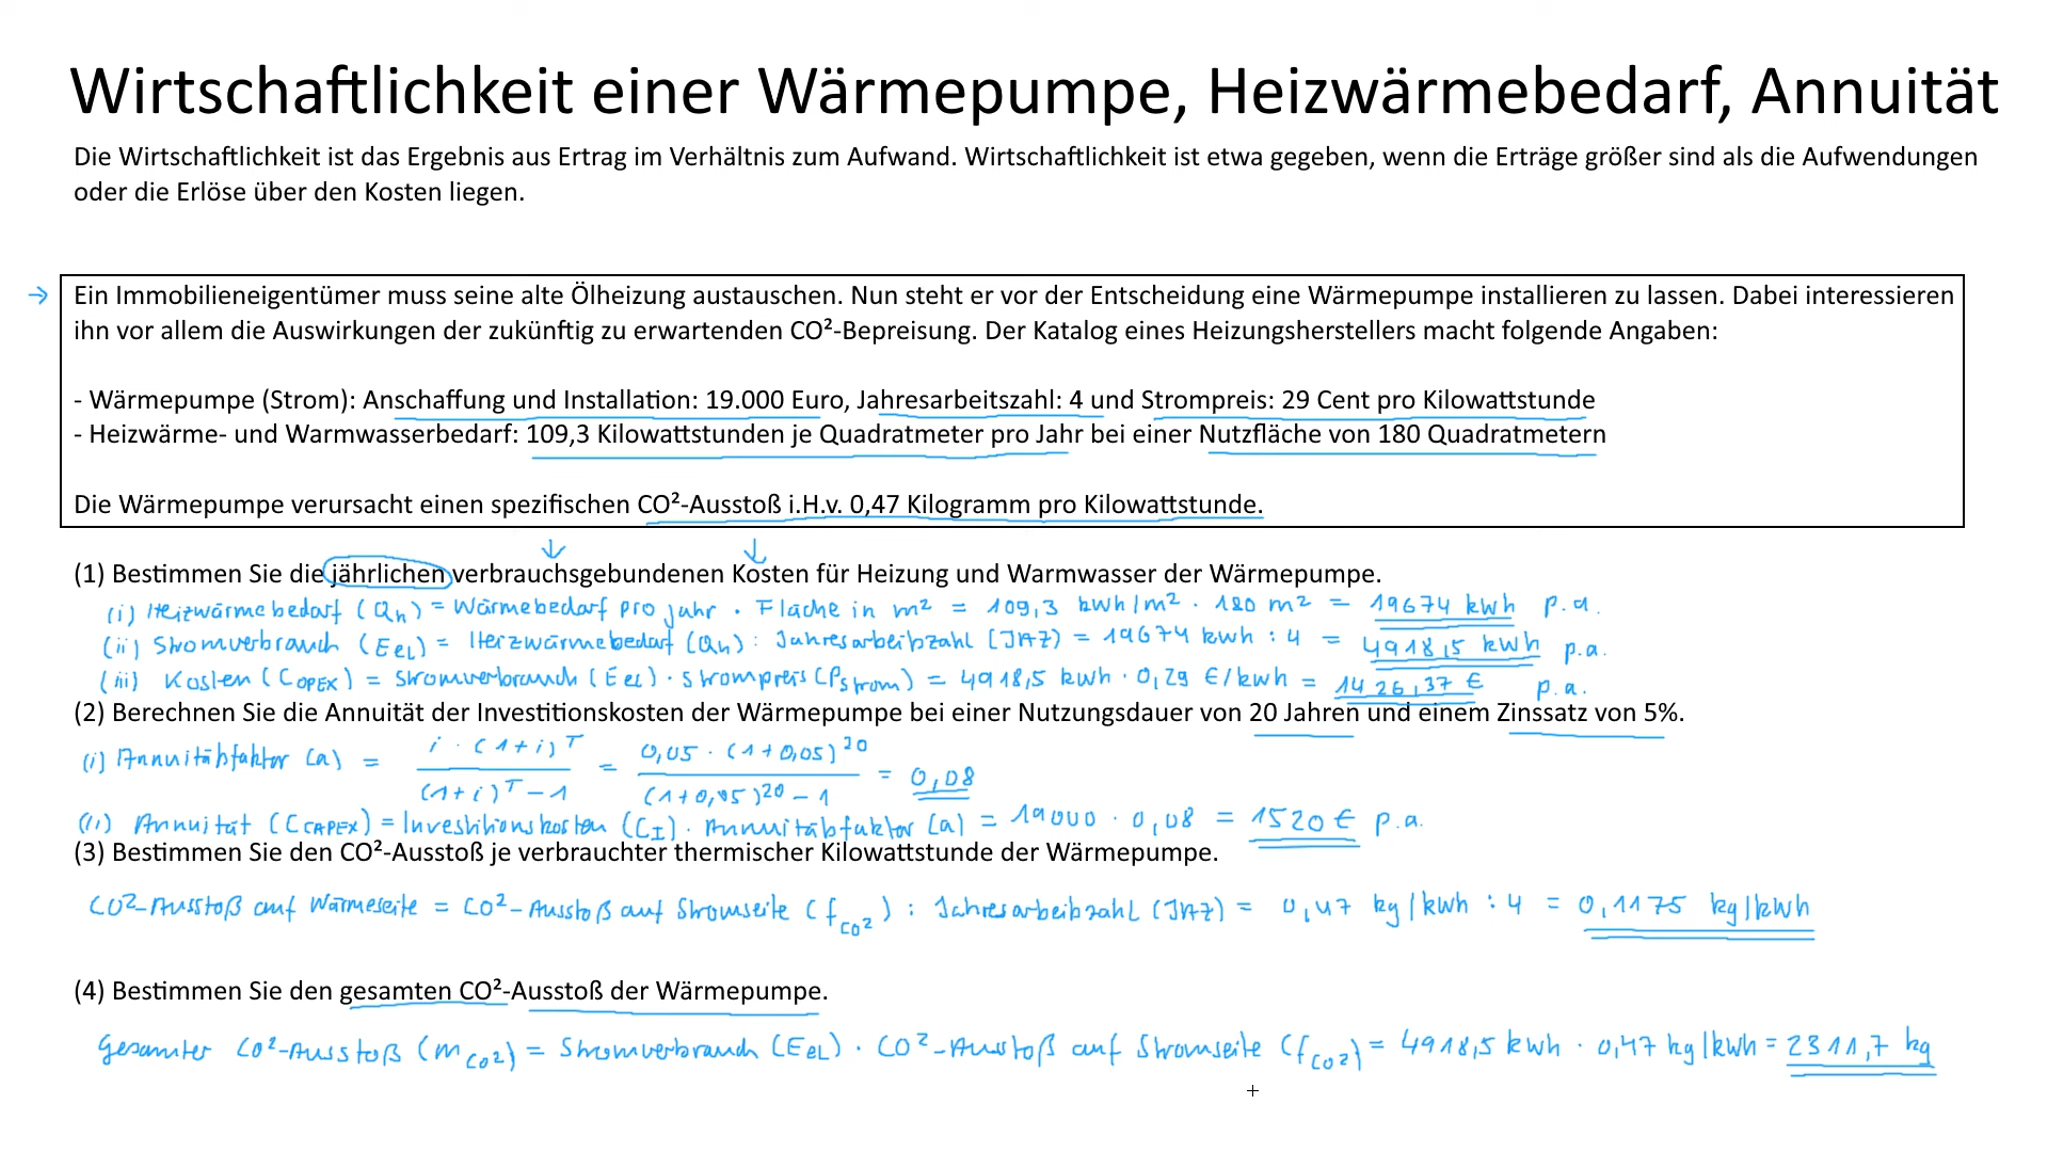 Wirtschaftlichkeit einer Wärmepumpe, Heizwärmebedarf, Annuität
Die Wirtschaftlichkeit ist das Ergebnis aus Ertrag im Verhältnis zum Aufwand. Wirtschaftlichkeit ist etwa gegeben, wenn die Erträge größer sind als die Aufwendungen
oder die Erlöse über den Kosten liegen.
→ Ein Immobilieneigentümer muss seine alte Ölheizung austauschen. Nun steht er vor der Entscheidung eine Wärmepumpe installieren zu lassen. Dabei interessieren
ihn vor allem die Auswirkungen der zukünftig zu erwartenden CO²-Bepreisung. Der Katalog eines Heizungsherstellers macht folgende Angaben:
- Wärmepumpe (Strom): Anschaffung und Installation: 19.000 Euro, Jahresarbeitszahl: 4 und Strompreis: 29 Cent pro Kilowattstunde
- Heizwärme- und Warmwasserbedarf: 109,3 Kilowattstunden je Quadratmeter pro Jahr bei einer Nutzfläche von 180 Quadratmetern
Die Wärmepumpe verursacht einen spezifischen CO²-Ausstoß i.H.v. 0,47 Kilogramm pro Kilowattstunde.
(1) Bestimmen Sie die jährlichen verbrauchsgebundenen Kosten für Heizung und Warmwasser der Wärmepumpe.
(i) Heizwärmebedarf (Qh) = Wärmebedarf pro Jahr · Fläche in m² = 109,3 kwh/m² · 180 m² = 19674 kwh p.a.
(ii) Stromverbrauch (EEL) = Heizwärmebedarf (Qh) : Jahresarbeitszahl (JAZ) = 19674 kwh : 4 = 4918,5 kwh p.a.
(iii) Kosten (COPEX) = Stromverbrauch (EEL) · Strompreis (PStrom) = 4918,5 kwh · 0,29 €/kwh = 1426,37 € p.a.
(2) Berechnen Sie die Annuität der Investitionskosten der Wärmepumpe bei einer Nutzungsdauer von 20 Jahren und einem Zinssatz von 5%.
(i) Annuitätsfaktor (a) = i · (1+i)^T / (1+i)^T − 1 = 0,05 · (1+0,05)^20 / (1+0,05)^20 − 1 = 0,08
(ii) Annuität (CCAPEX) = Investitionskosten (CI) · Annuitätsfaktor (a) = 19000 · 0,08 = 1520 € p.a.
(3) Bestimmen Sie den CO²-Ausstoß je verbrauchter thermischer Kilowattstunde der Wärmepumpe.
CO²-Ausstoß auf Wärmeseite = CO²-Ausstoß auf Stromseite (fCO²) : Jahresarbeitszahl (JAZ) = 0,47 kg/kwh : 4 = 0,1175 kg/kwh
(4) Bestimmen Sie den gesamten CO²-Ausstoß der Wärmepumpe.
Gesamter CO²-Ausstoß (mCO2) = Stromverbrauch (EEL) · CO²-Ausstoß auf Stromseite (fCO2) = 4918,5 kwh · 0,47 kg/kwh = 2311,7 kg